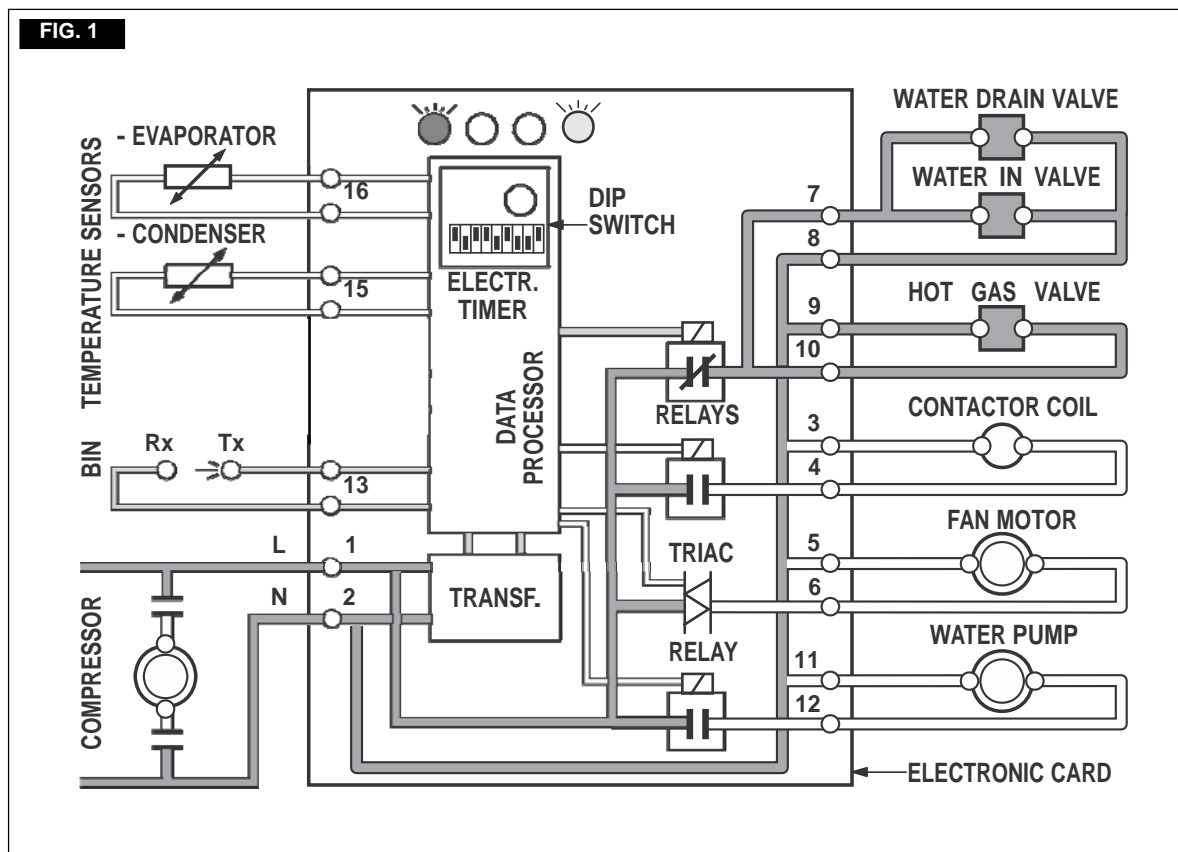 FIG. 1
WATER DRAIN VALVE
- EVAPORATOR
TEMPERATURE SENSORS
16
DIP
SWITCH
WATER IN VALVE
7
8
- CONDENSER
15
ELECTR.
TIMER
HOT GAS VALVE
9
10
DATA
PROCESSOR
RELAYS
CONTACTOR COIL
3
4
BIN
Rx
Tx
13
FAN MOTOR
5
6
L
1
N
2
TRANSF.
TRIAC
RELAY
WATER PUMP
11
12
COMPRESSOR
ELECTRONIC CARD